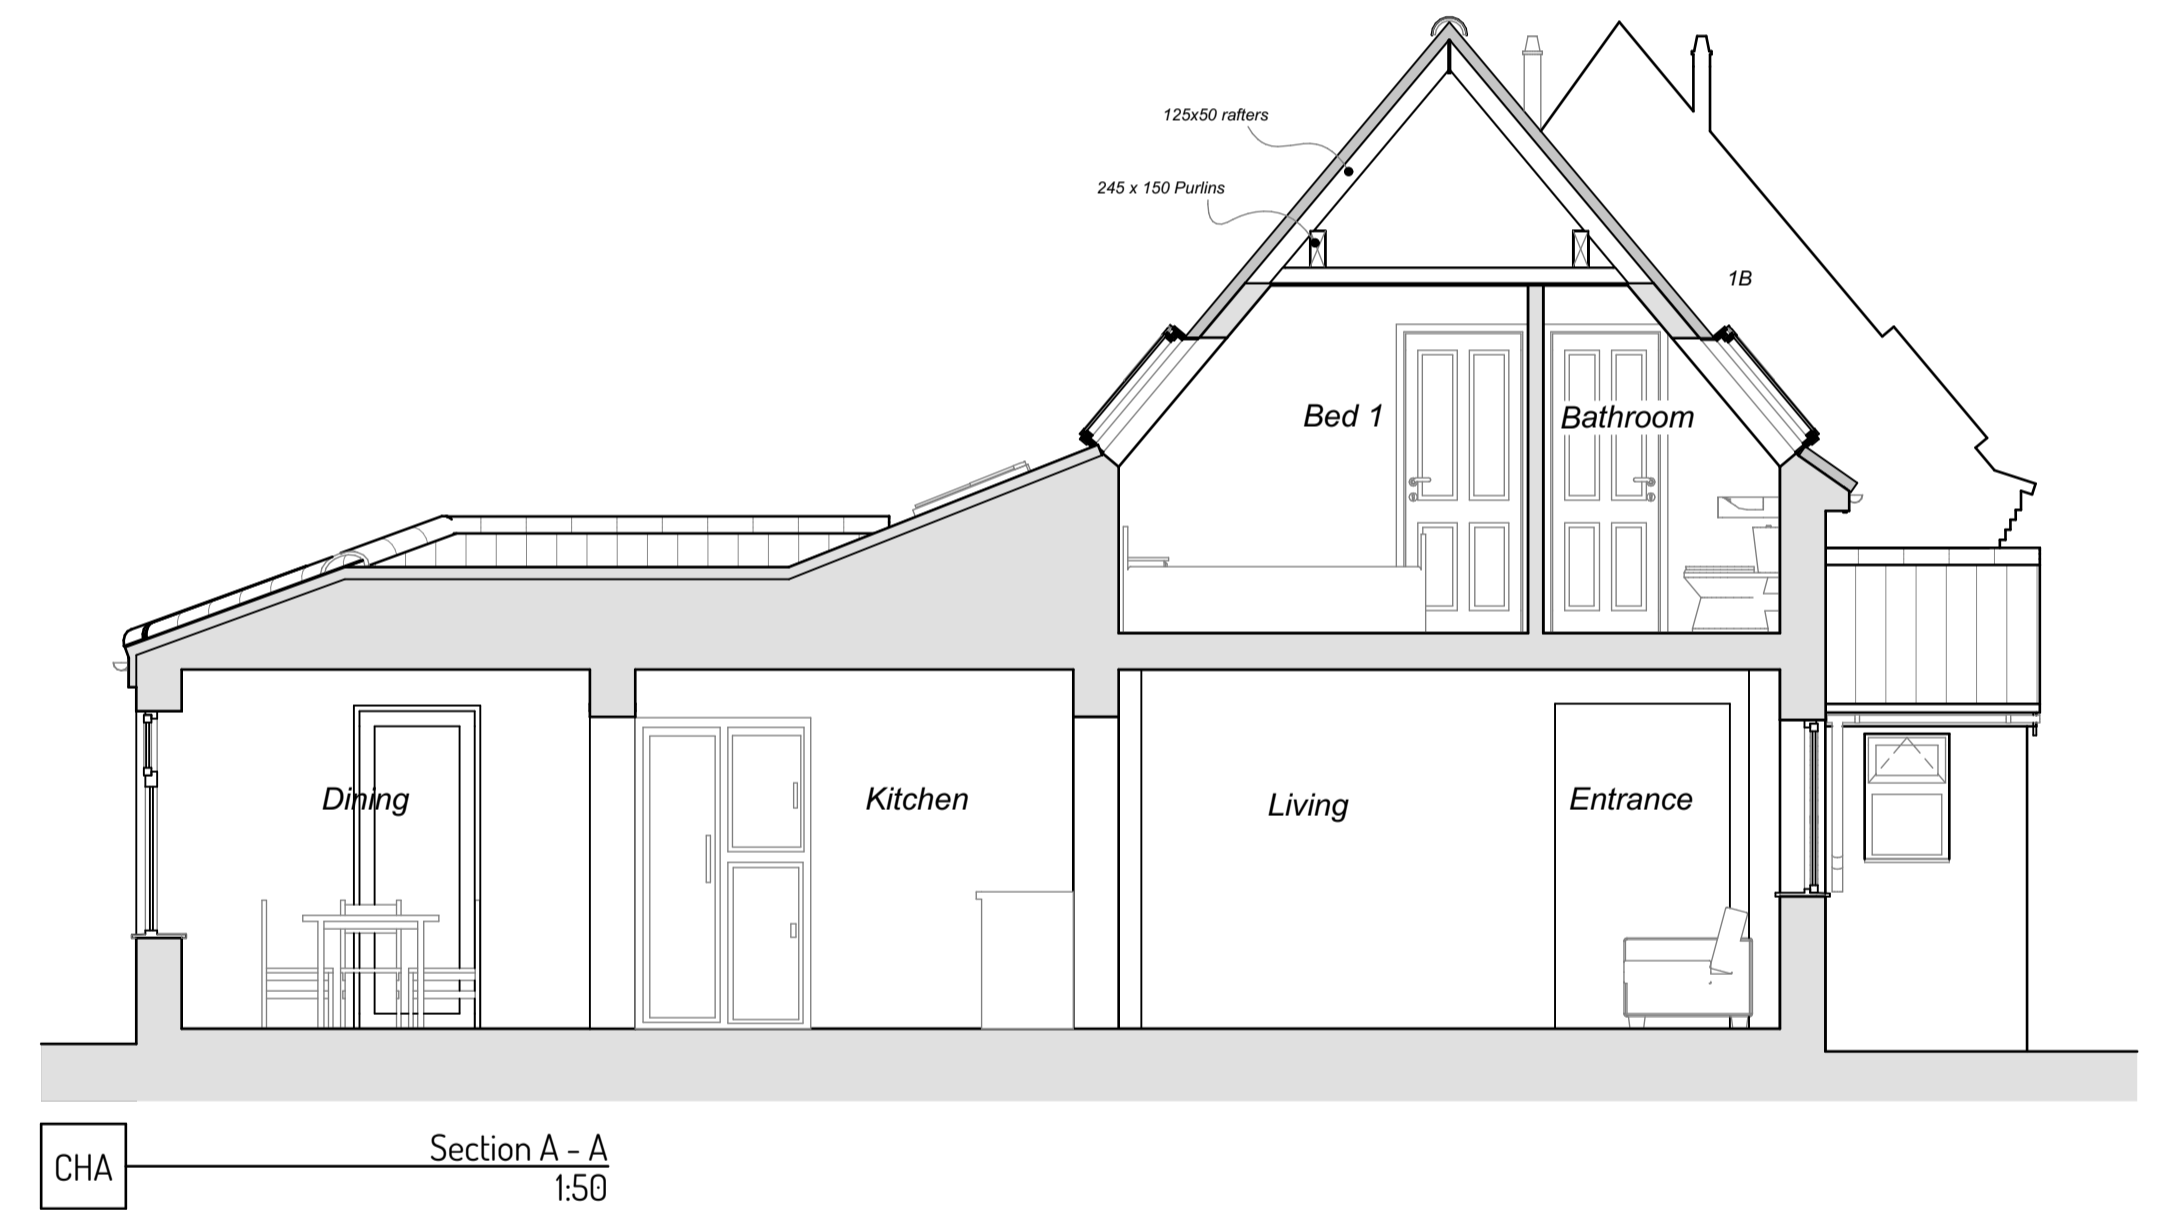 125x50 rafters
245 x 150 Purlins
1B
Bed 1
Bathroom
Dining
Kitchen
Living
Entrance
CHA
Section A - A
1:50